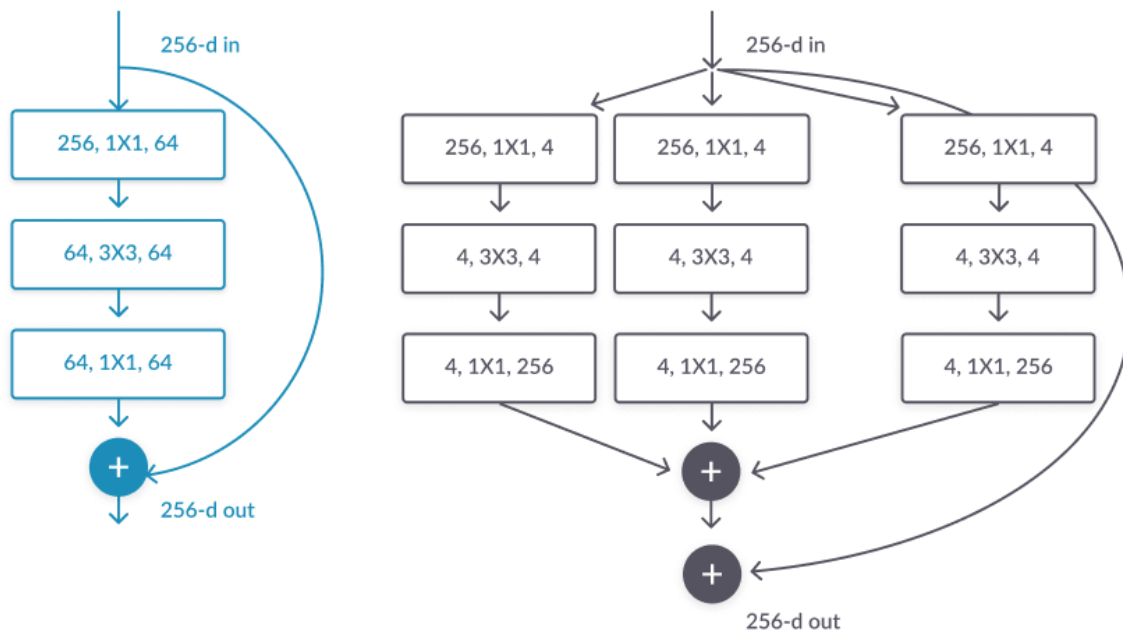 256-d in
256, 1X1, 64
64, 3X3, 64
64, 1X1, 64
+
256-d out
256-d in
256, 1X1, 4
256, 1X1, 4
256, 1X1, 4
4, 3X3, 4
4, 3X3, 4
4, 3X3, 4
4, 1X1, 256
4, 1X1, 256
4, 1X1, 256
+
+
256-d out